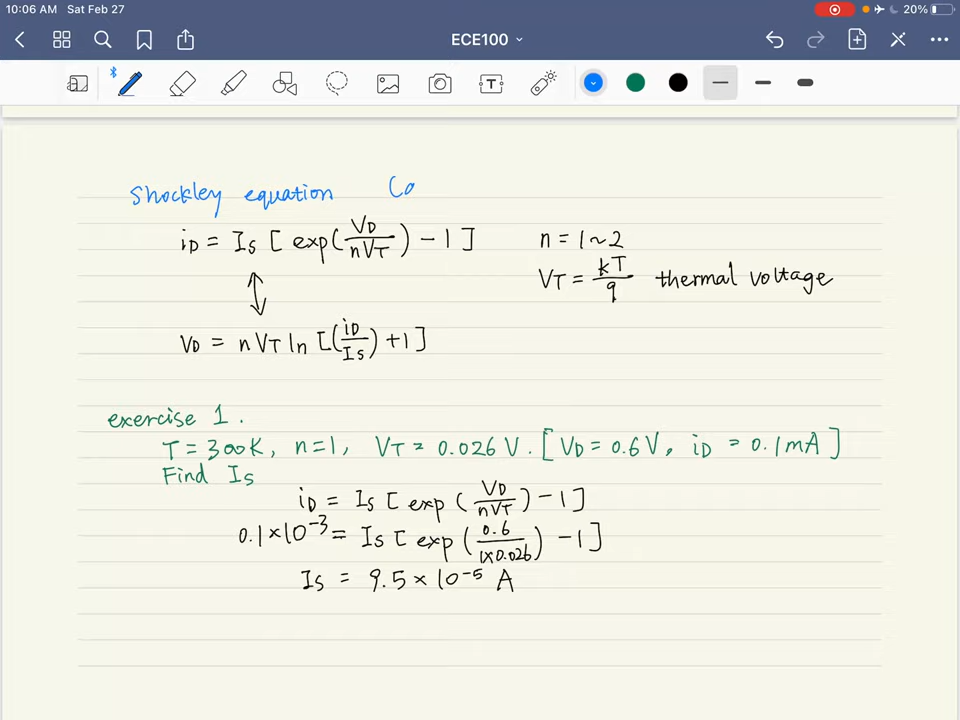 10:06 AM Sat Feb 27 20%
ECE100
Shockley equation (Co
iD = Is [ exp(VD/nVT) - 1 ] n = 1~2
VT = kT/q thermal voltage
VD = nVT ln [(iD/Is) + 1]
exercise 1.
T = 300K, n=1, VT = 0.026 V. [VD = 0.6V, iD = 0.1mA]
Find Is
iD = Is [ exp (VD/nVT) - 1]
0.1×10⁻³ = Is [ exp (0.6/1×0.026) - 1]
Is = 9.5×10⁻⁵ A